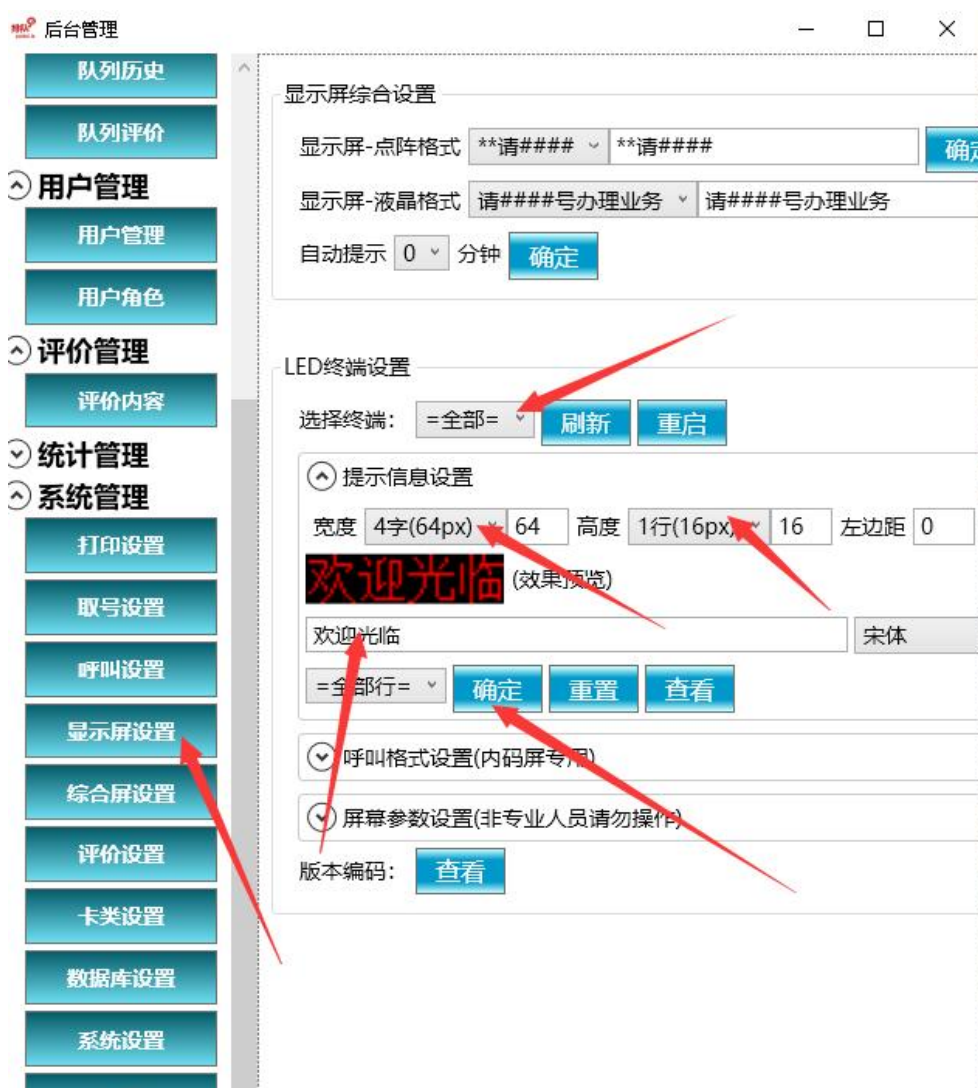 后台管理
队列历史
队列评价
用户管理
用户管理
用户角色
评价管理
评价内容
统计管理
系统管理
打印设置
取号设置
呼叫设置
显示屏设置
综合屏设置
评价设置
卡类设置
数据库设置
系统设置
显示屏综合设置
显示屏-点阵格式 **请#### **请#### 确定
显示屏-液晶格式 请####号办理业务 请####号办理业务
自动提示 0 分钟 确定
LED终端设置
选择终端： =全部= 刷新 重启
提示信息设置
宽度 4字(64px) 64 高度 1行(16px) 16 左边距 0
欢迎光临 (效果预览)
欢迎光临 宋体
=全部行= 确定 重置 查看
呼叫格式设置(内码屏专用)
屏幕参数设置(非专业人员请勿操作)
版本编码： 查看